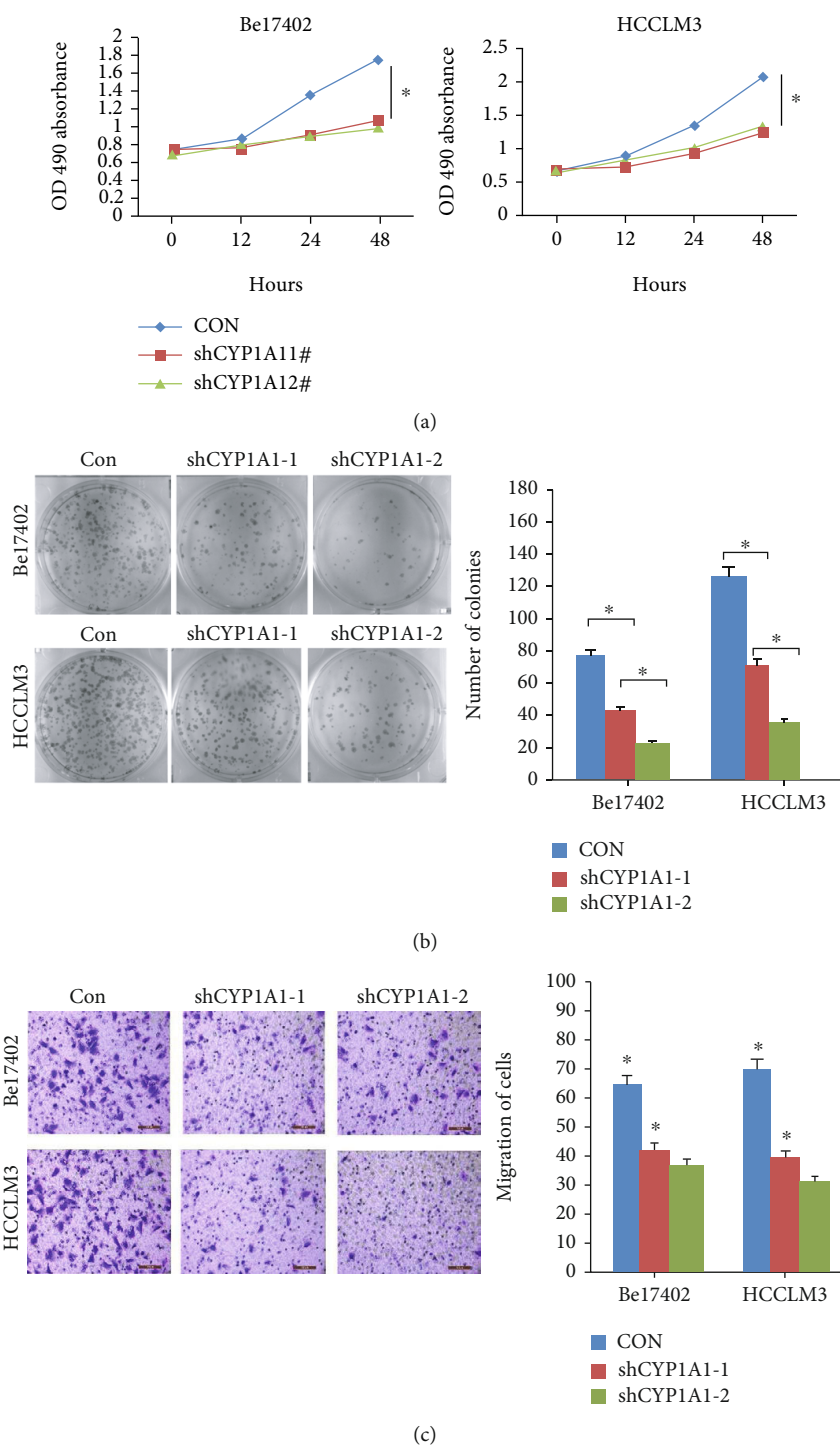 Be17402
HCCLM3
OD 490 absorbance
2
1.8
1.6
1.4
1.2
1
0.8
0.6
0.4
0.2
0
*
0 12 24 48
Hours
OD 490 absorbance
2.5
2
1.5
1
0.5
0
*
0 12 24 48
Hours
CON
shCYP1A11#
shCYP1A12#
(a)
Con shCYP1A1-1 shCYP1A1-2
Be17402
Con shCYP1A1-1 shCYP1A1-2
HCCLM3
Number of colonies
180
160
140
120
100
80
60
40
20
0
* * * *
Be17402 HCCLM3
CON
shCYP1A1-1
shCYP1A1-2
(b)
Con shCYP1A1-1 shCYP1A1-2
Be17402
HCCLM3
Migration of cells
100
90
80
70
60
50
40
30
20
10
0
* * * *
Be17402 HCCLM3
CON
shCYP1A1-1
shCYP1A1-2
(c)